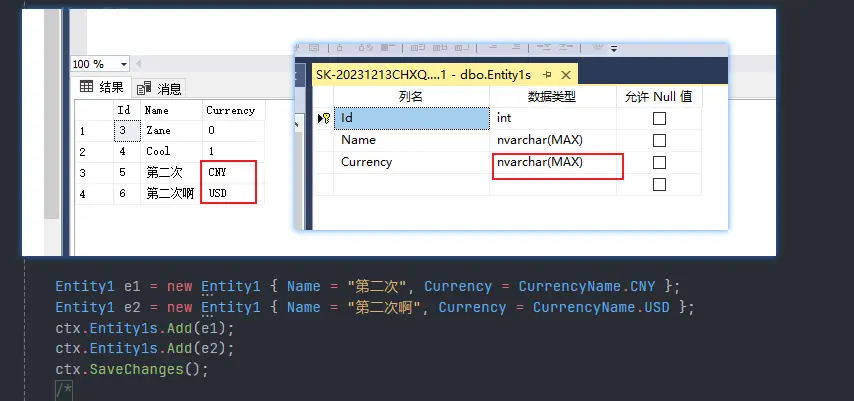 100 %
结果 消息
Id Name Currency
1 3 Zane 0
2 4 Cool 1
3 5 第二次 CNY
4 6 第二次啊 USD
SK-20231213CHXQ....1 - dbo.Entity1s
列名 数据类型 允许 Null 值
Id int
Name nvarchar(MAX)
Currency nvarchar(MAX)
Entity1 e1 = new Entity1 { Name = "第二次", Currency = CurrencyName.CNY };
Entity1 e2 = new Entity1 { Name = "第二次啊", Currency = CurrencyName.USD };
ctx.Entity1s.Add(e1);
ctx.Entity1s.Add(e2);
ctx.SaveChanges();
/*